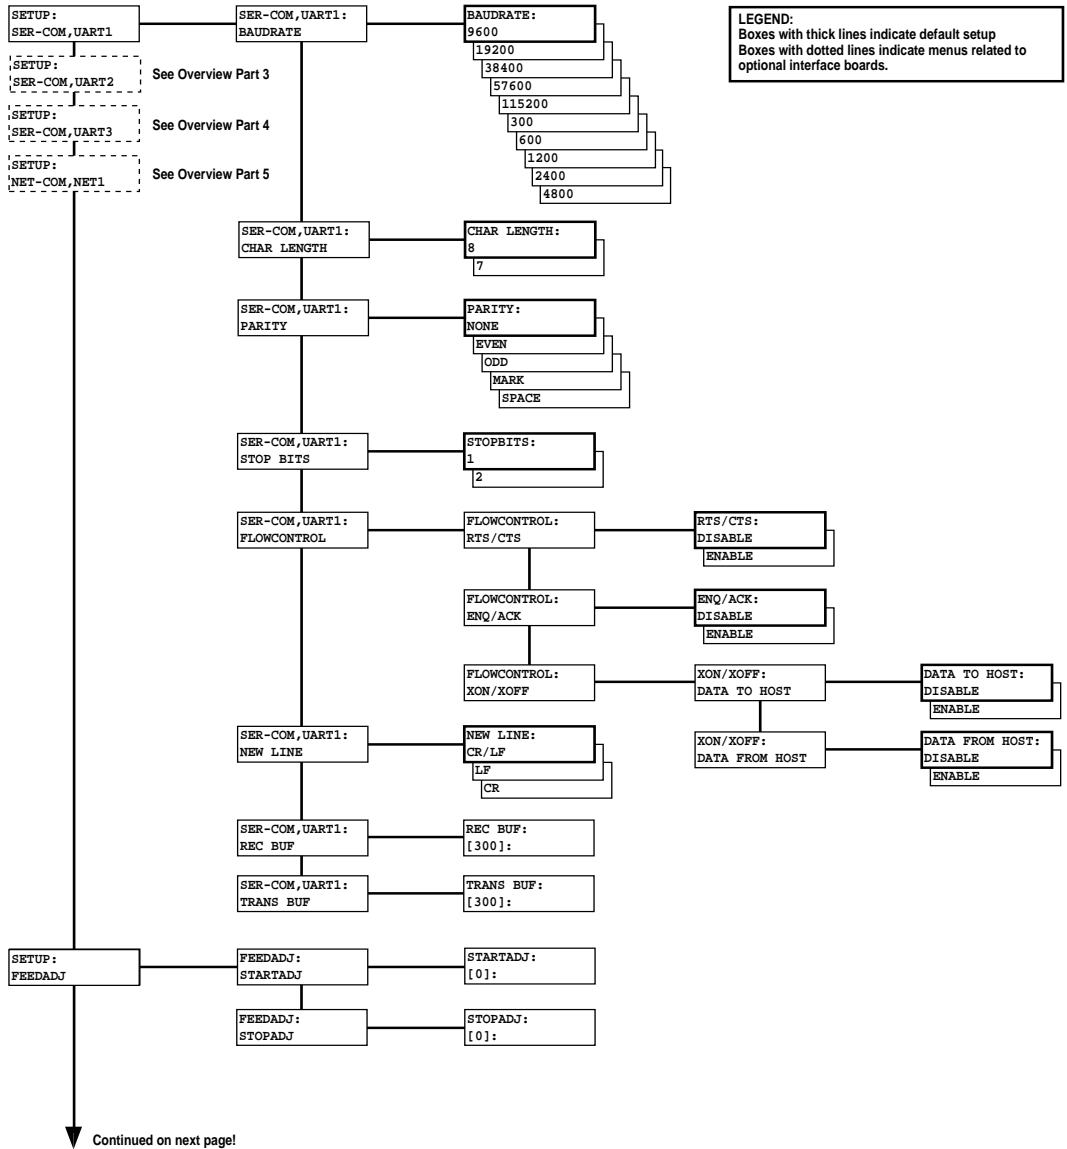 SETUP:
SER-COM,UART1
SER-COM,UART1:
BAUDRATE
BAUDRATE:
9600
19200
38400
57600
115200
300
600
1200
2400
4800
LEGEND:
Boxes with thick lines indicate default setup
Boxes with dotted lines indicate menus related to
optional interface boards.
SETUP:
SER-COM,UART2
See Overview Part 3
SETUP:
SER-COM,UART3
See Overview Part 4
SETUP:
NET-COM,NET1
See Overview Part 5
SER-COM,UART1:
CHAR LENGTH
CHAR LENGTH:
8
7
SER-COM,UART1:
PARITY
PARITY:
NONE
EVEN
ODD
MARK
SPACE
SER-COM,UART1:
STOP BITS
STOPBITS:
1
2
SER-COM,UART1:
FLOWCONTROL
FLOWCONTROL:
RTS/CTS
RTS/CTS:
DISABLE
ENABLE
FLOWCONTROL:
ENQ/ACK
ENQ/ACK:
DISABLE
ENABLE
FLOWCONTROL:
XON/XOFF
XON/XOFF:
DATA TO HOST
DATA TO HOST:
DISABLE
ENABLE
XON/XOFF:
DATA FROM HOST
DATA FROM HOST:
DISABLE
ENABLE
SER-COM,UART1:
NEW LINE
NEW LINE:
CR/LF
LF
CR
SER-COM,UART1:
REC BUF
REC BUF:
[300]:
SER-COM,UART1:
TRANS BUF
TRANS BUF:
[300]:
SETUP:
FEEDADJ
FEEDADJ:
STARTADJ
STARTADJ:
[0]:
FEEDADJ:
STOPADJ
STOPADJ:
[0]:
Continued on next page!